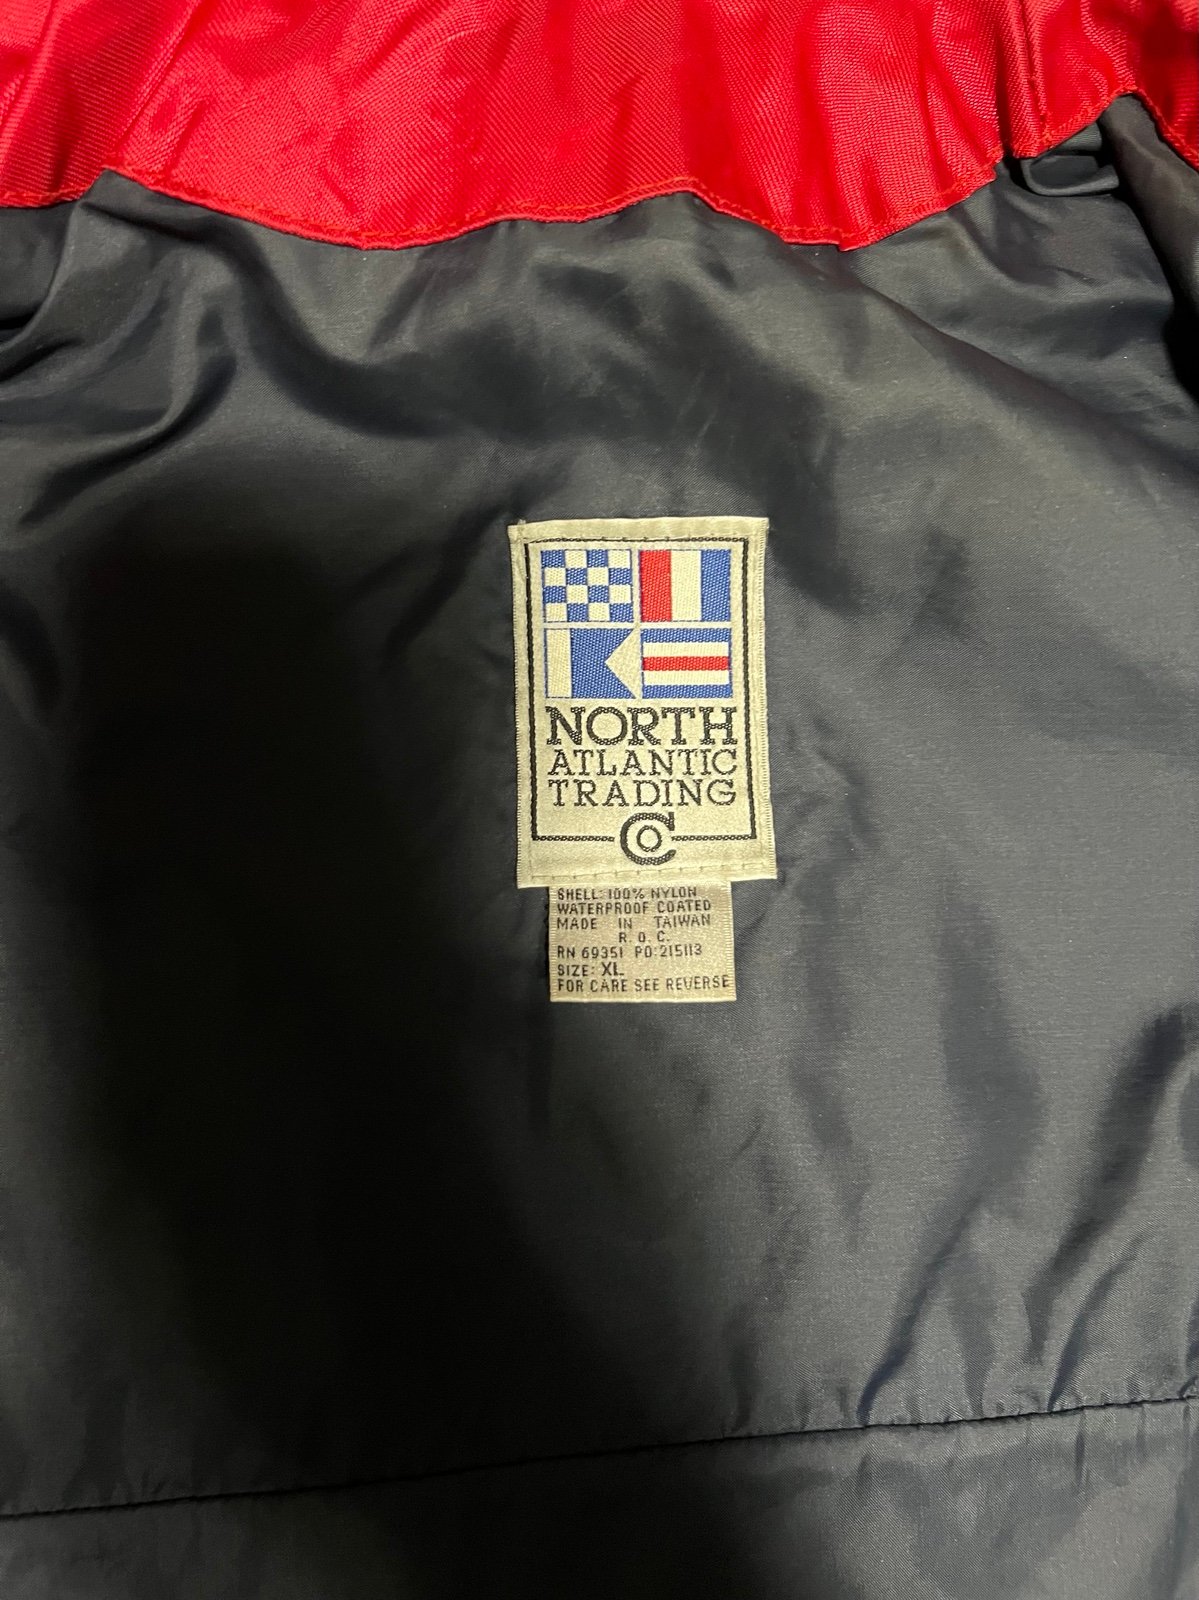 NORTH
ATLANTIC
TRADING
CO
SHELL: 100% NYLON
WATERPROOF COATED
MADE IN TAIWAN
R. O. C.
RN 69351 PO:215113
SIZE: XL
FOR CARE SEE REVERSE